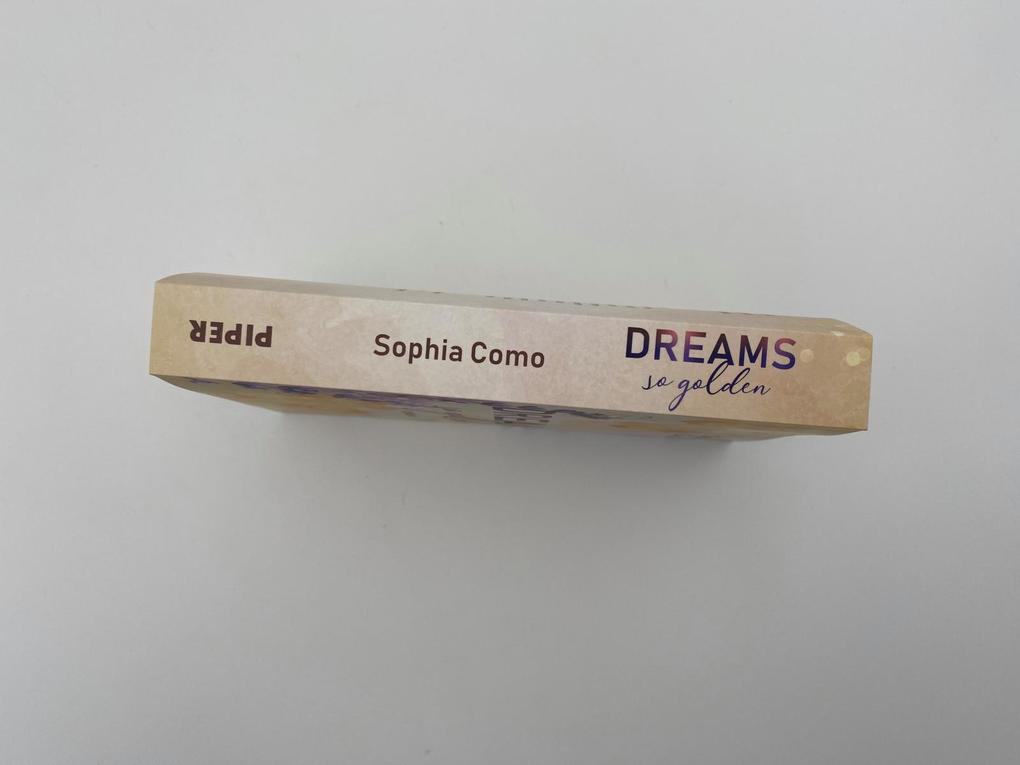 PIPER
Sophia Como
DREAMS
so golden